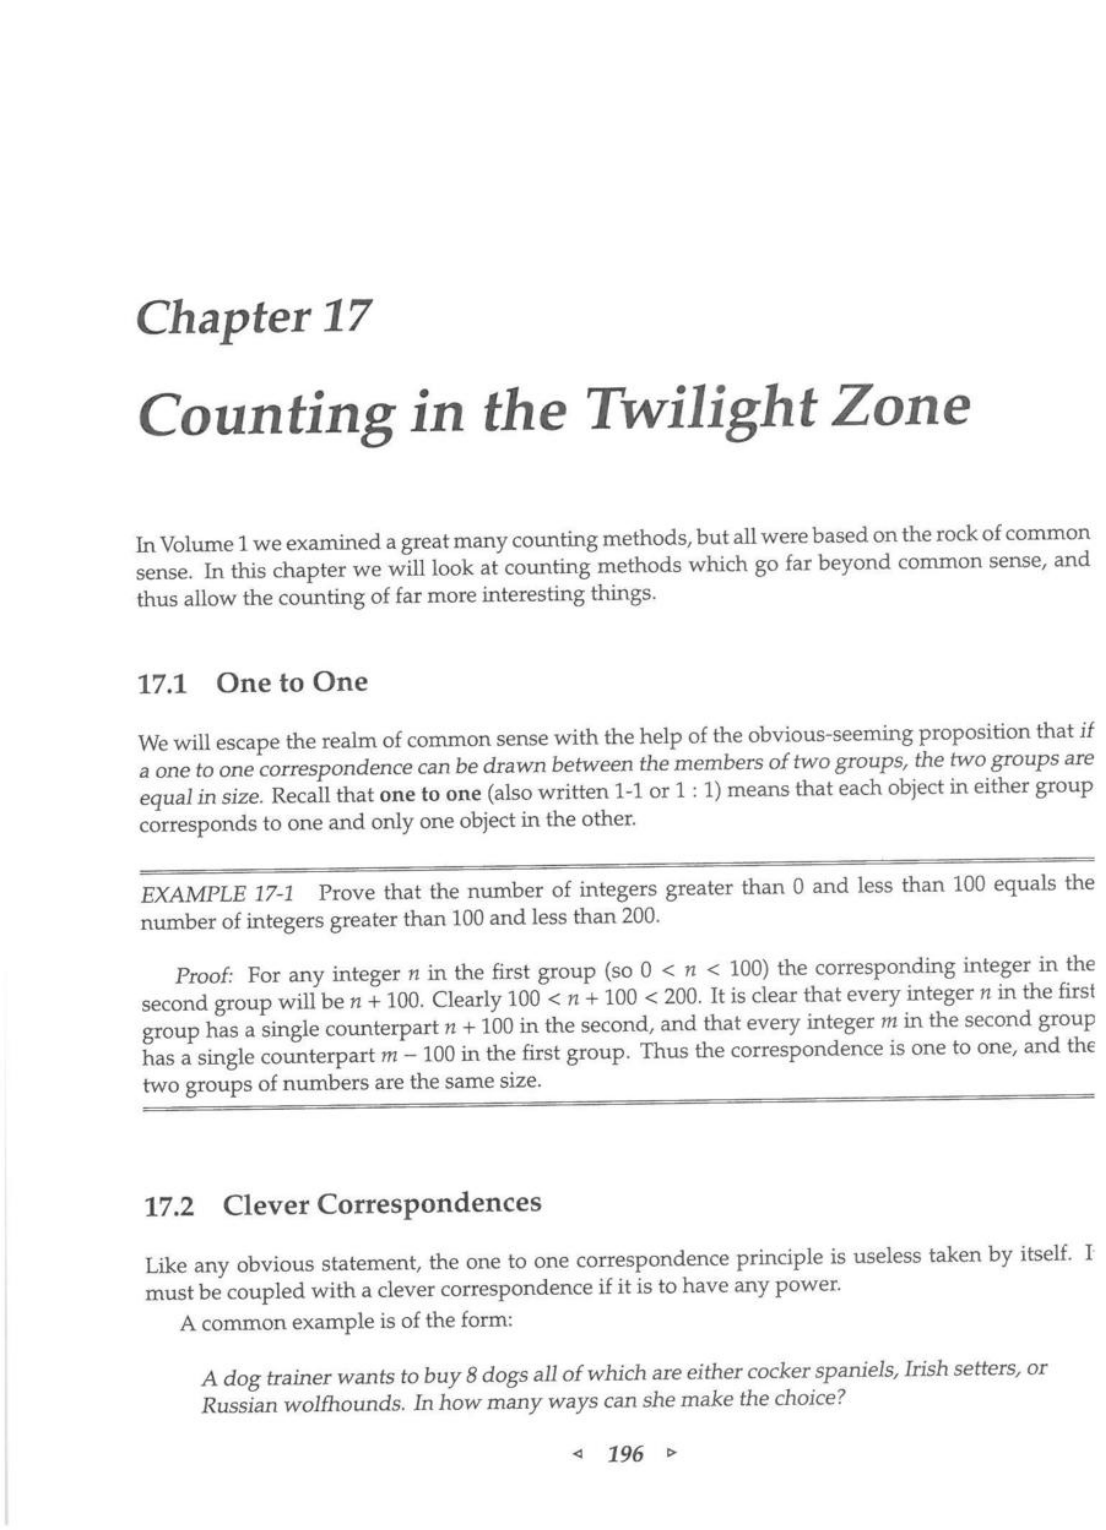 Chapter 17
Counting in the Twilight Zone
In Volume 1 we examined a great many counting methods, but all were based on the rock of common
sense. In this chapter we will look at counting methods which go far beyond common sense, and
thus allow the counting of far more interesting things.
17.1 One to One
We will escape the realm of common sense with the help of the obvious-seeming proposition that if
a one to one correspondence can be drawn between the members of two groups, the two groups are
equal in size. Recall that one to one (also written 1-1 or 1 : 1) means that each object in either group
corresponds to one and only one object in the other.
EXAMPLE 17-1 Prove that the number of integers greater than 0 and less than 100 equals the
number of integers greater than 100 and less than 200.
Proof: For any integer n in the first group (so 0 < n < 100) the corresponding integer in the
second group will be n + 100. Clearly 100 < n + 100 < 200. It is clear that every integer n in the first
group has a single counterpart n + 100 in the second, and that every integer m in the second group
has a single counterpart m − 100 in the first group. Thus the correspondence is one to one, and the
two groups of numbers are the same size.
17.2 Clever Correspondences
Like any obvious statement, the one to one correspondence principle is useless taken by itself. I
must be coupled with a clever correspondence if it is to have any power.
A common example is of the form:
A dog trainer wants to buy 8 dogs all of which are either cocker spaniels, Irish setters, or
Russian wolfhounds. In how many ways can she make the choice?
◁ 196 ▷